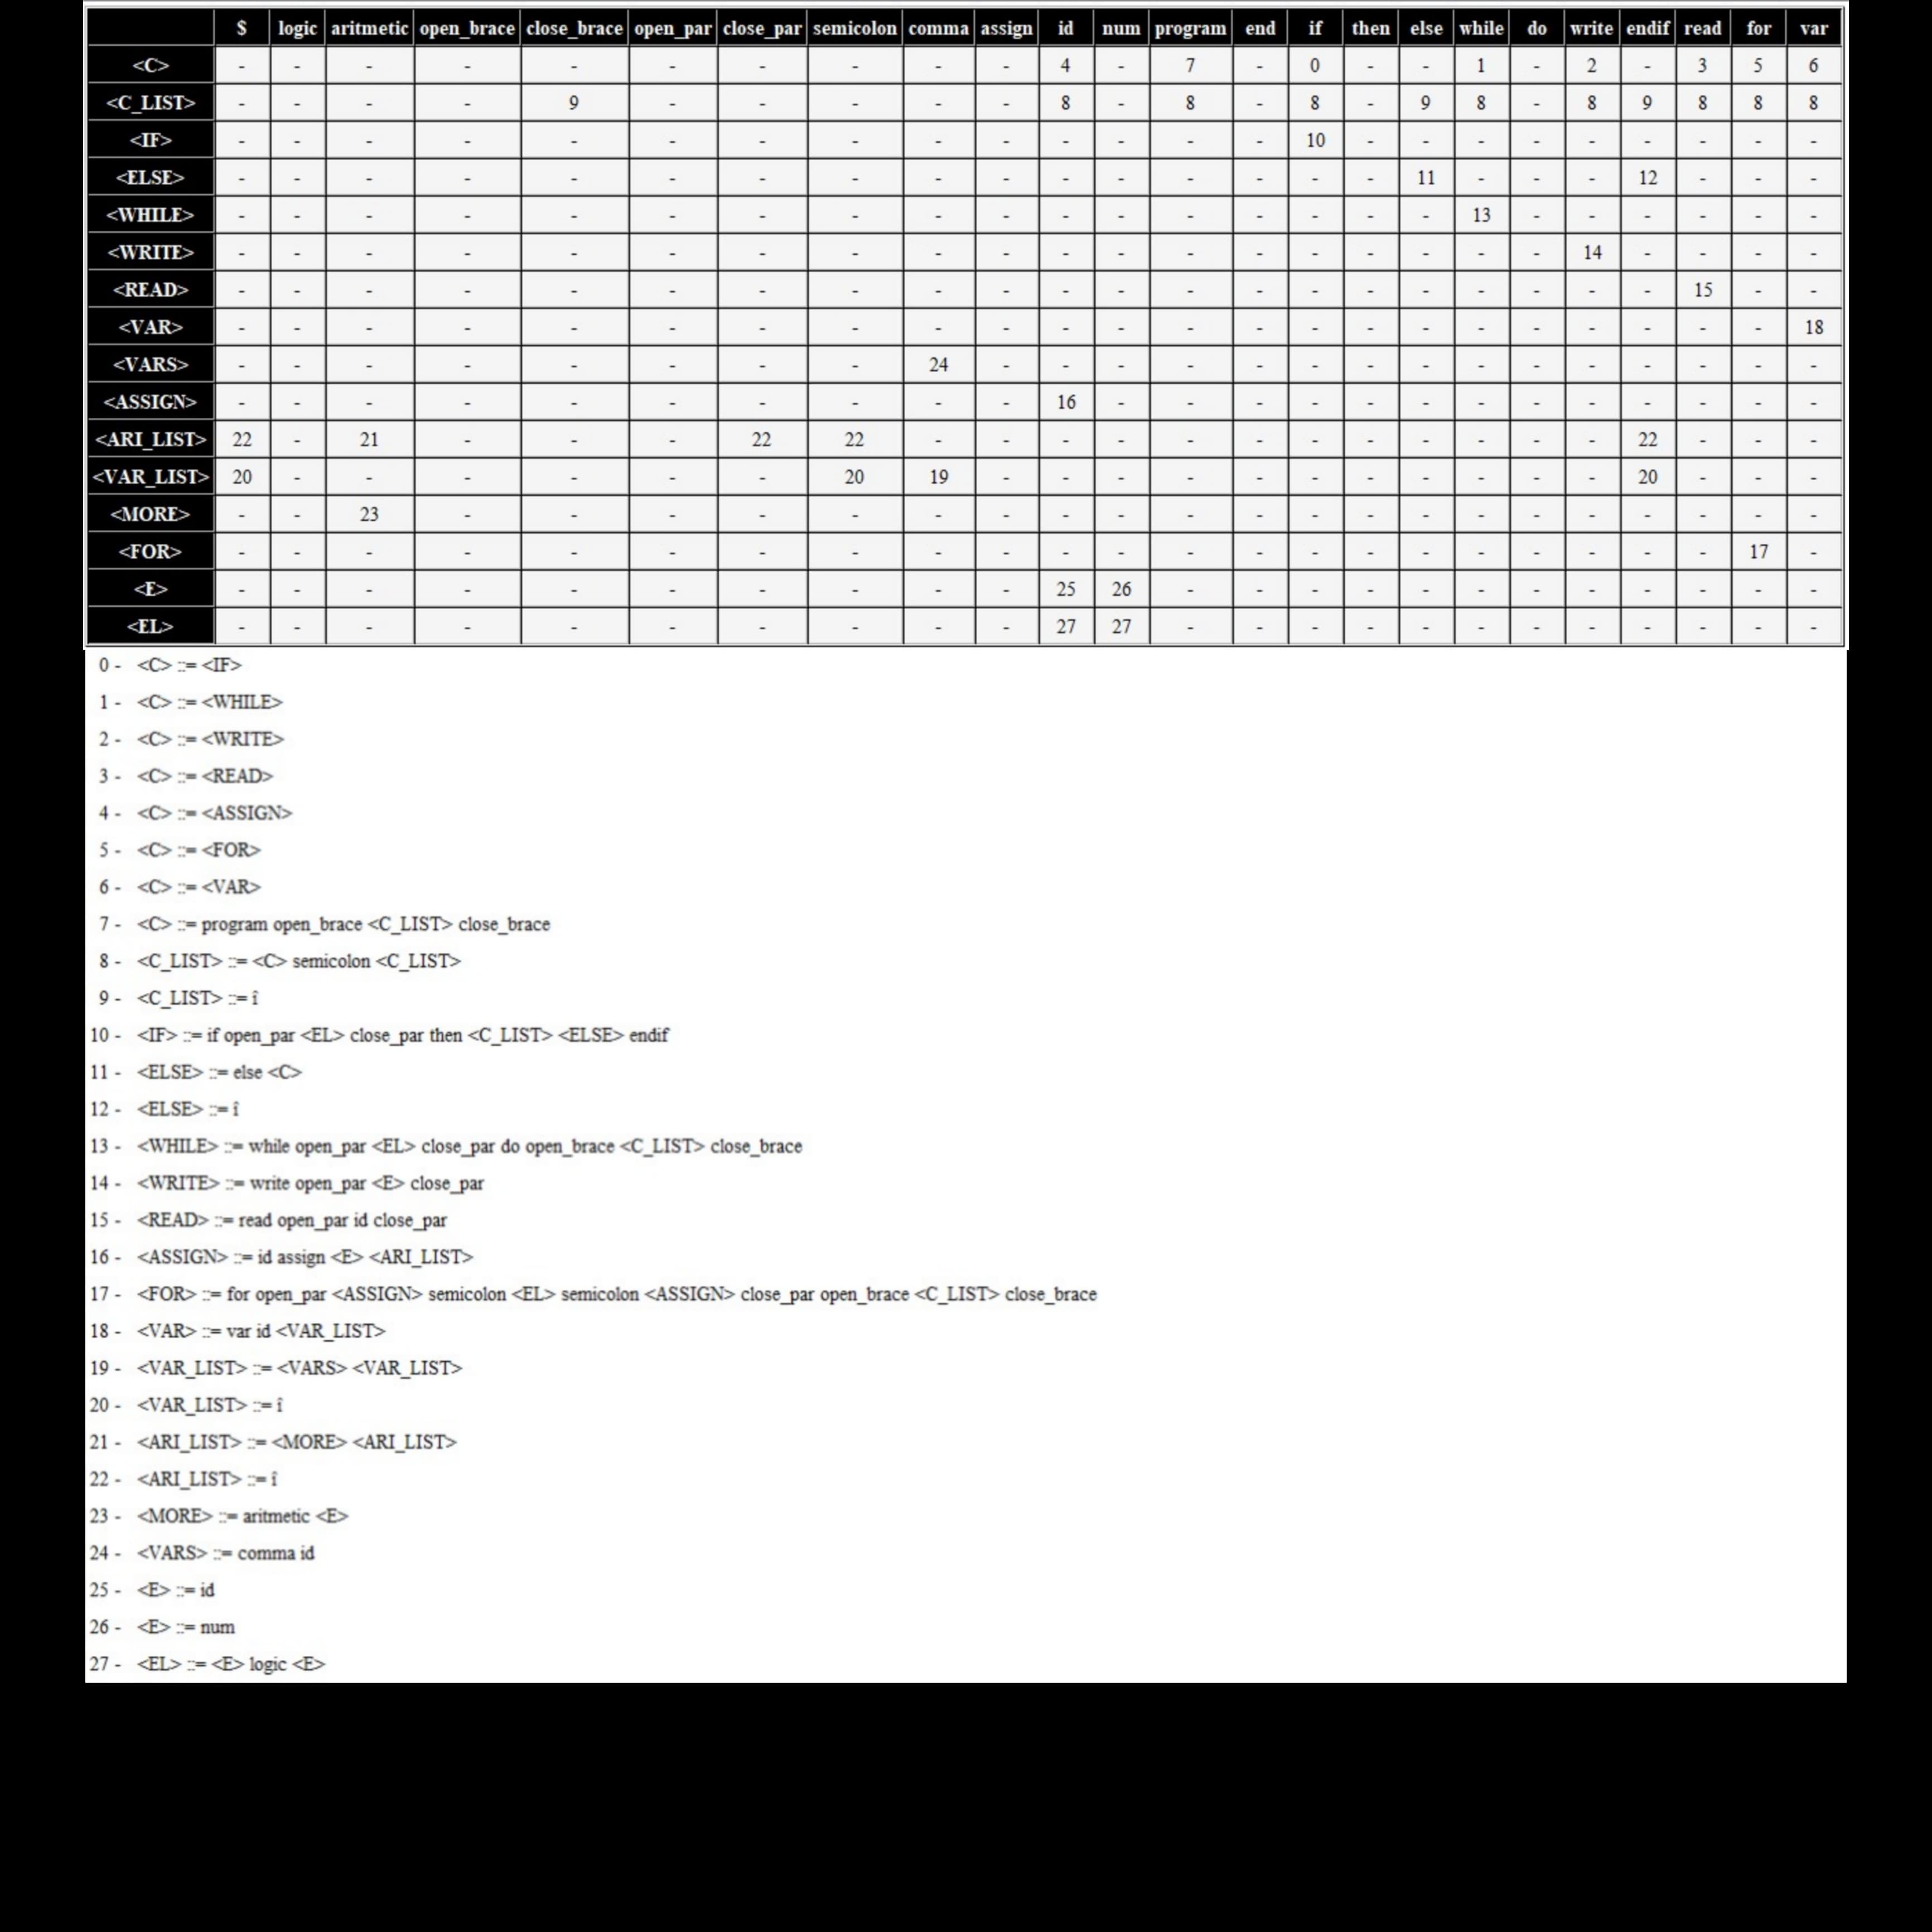 $ logic aritmetic open_brace close_brace open_par close_par semicolon comma assign id num program end if then else while do write endif read for var
<C> - - - - - - - - - - 4 - 7 - 0 - - 1 - 2 - 3 5 6
<C_LIST> - - - - 9 - - - - - 8 - 8 - 8 - 9 8 - 8 9 8 8 8
<IF> - - - - - - - - - - - - - - 10 - - - - - - - - -
<ELSE> - - - - - - - - - - - - - - - - 11 - - - 12 - - -
<WHILE> - - - - - - - - - - - - - - - - - 13 - - - - - -
<WRITE> - - - - - - - - - - - - - - - - - - - 14 - - - -
<READ> - - - - - - - - - - - - - - - - - - - - - 15 - -
<VAR> - - - - - - - - - - - - - - - - - - - - - - - 18
<VARS> - - - - - - - - 24 - - - - - - - - - - - - - - -
<ASSIGN> - - - - - - - - - - 16 - - - - - - - - - - - - -
<ARI_LIST> 22 - 21 - - - 22 22 - - - - - - - - - - - - 22 - - -
<VAR_LIST> 20 - - - - - - 20 19 - - - - - - - - - - - 20 - - -
<MORE> - - 23 - - - - - - - - - - - - - - - - - - - - -
<FOR> - - - - - - - - - - - - - - - - - - - - - - 17 -
<E> - - - - - - - - - - 25 26 - - - - - - - - - - - -
<EL> - - - - - - - - - - 27 27 - - - - - - - - - - - -
0 - <C> ::= <IF>
1 - <C> ::= <WHILE>
2 - <C> ::= <WRITE>
3 - <C> ::= <READ>
4 - <C> ::= <ASSIGN>
5 - <C> ::= <FOR>
6 - <C> ::= <VAR>
7 - <C> ::= program open_brace <C_LIST> close_brace
8 - <C_LIST> ::= <C> semicolon <C_LIST>
9 - <C_LIST> ::= î
10 - <IF> ::= if open_par <EL> close_par then <C_LIST> <ELSE> endif
11 - <ELSE> ::= else <C>
12 - <ELSE> ::= î
13 - <WHILE> ::= while open_par <EL> close_par do open_brace <C_LIST> close_brace
14 - <WRITE> ::= write open_par <E> close_par
15 - <READ> ::= read open_par id close_par
16 - <ASSIGN> ::= id assign <E> <ARI_LIST>
17 - <FOR> ::= for open_par <ASSIGN> semicolon <EL> semicolon <ASSIGN> close_par open_brace <C_LIST> close_brace
18 - <VAR> ::= var id <VAR_LIST>
19 - <VAR_LIST> ::= <VARS> <VAR_LIST>
20 - <VAR_LIST> ::= î
21 - <ARI_LIST> ::= <MORE> <ARI_LIST>
22 - <ARI_LIST> ::= î
23 - <MORE> ::= aritmetic <E>
24 - <VARS> ::= comma id
25 - <E> ::= id
26 - <E> ::= num
27 - <EL> ::= <E> logic <E>